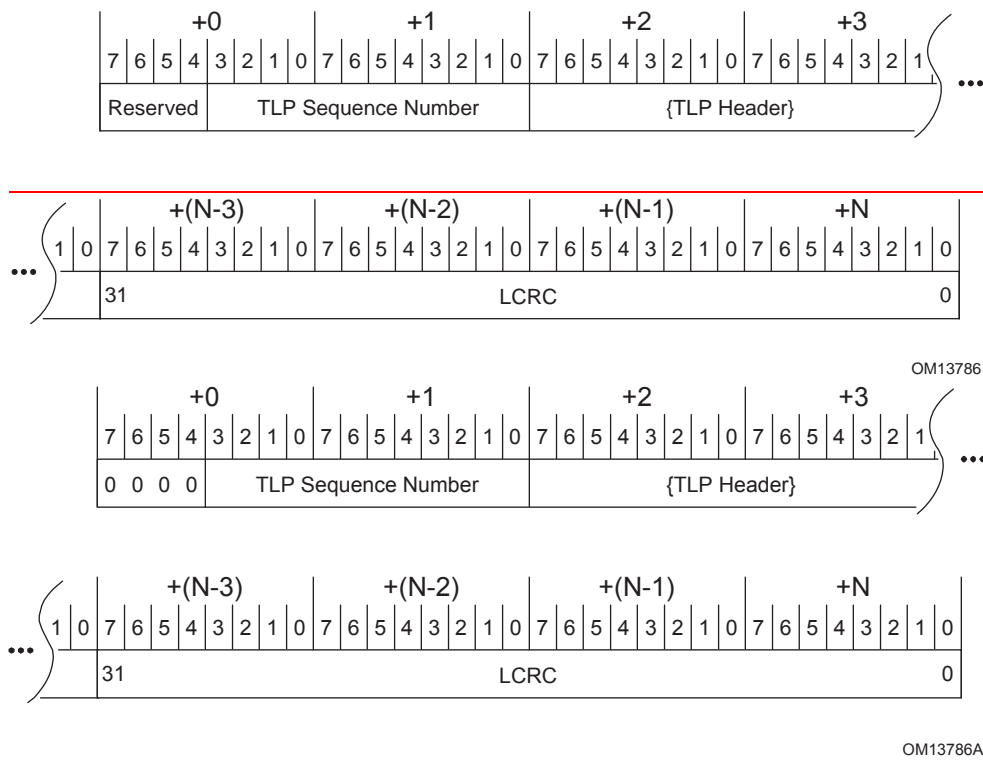 +0 +1 +2 +3
7 6 5 4 3 2 1 0 7 6 5 4 3 2 1 0 7 6 5 4 3 2 1 0 7 6 5 4 3 2 1
Reserved TLP Sequence Number {TLP Header}
+(N-3) +(N-2) +(N-1) +N
1 0 7 6 5 4 3 2 1 0 7 6 5 4 3 2 1 0 7 6 5 4 3 2 1 0 7 6 5 4 3 2 1 0
31 LCRC 0
OM13786
+0 +1 +2 +3
7 6 5 4 3 2 1 0 7 6 5 4 3 2 1 0 7 6 5 4 3 2 1 0 7 6 5 4 3 2 1
0 0 0 0 TLP Sequence Number {TLP Header}
+(N-3) +(N-2) +(N-1) +N
1 0 7 6 5 4 3 2 1 0 7 6 5 4 3 2 1 0 7 6 5 4 3 2 1 0 7 6 5 4 3 2 1 0
31 LCRC 0
OM13786A